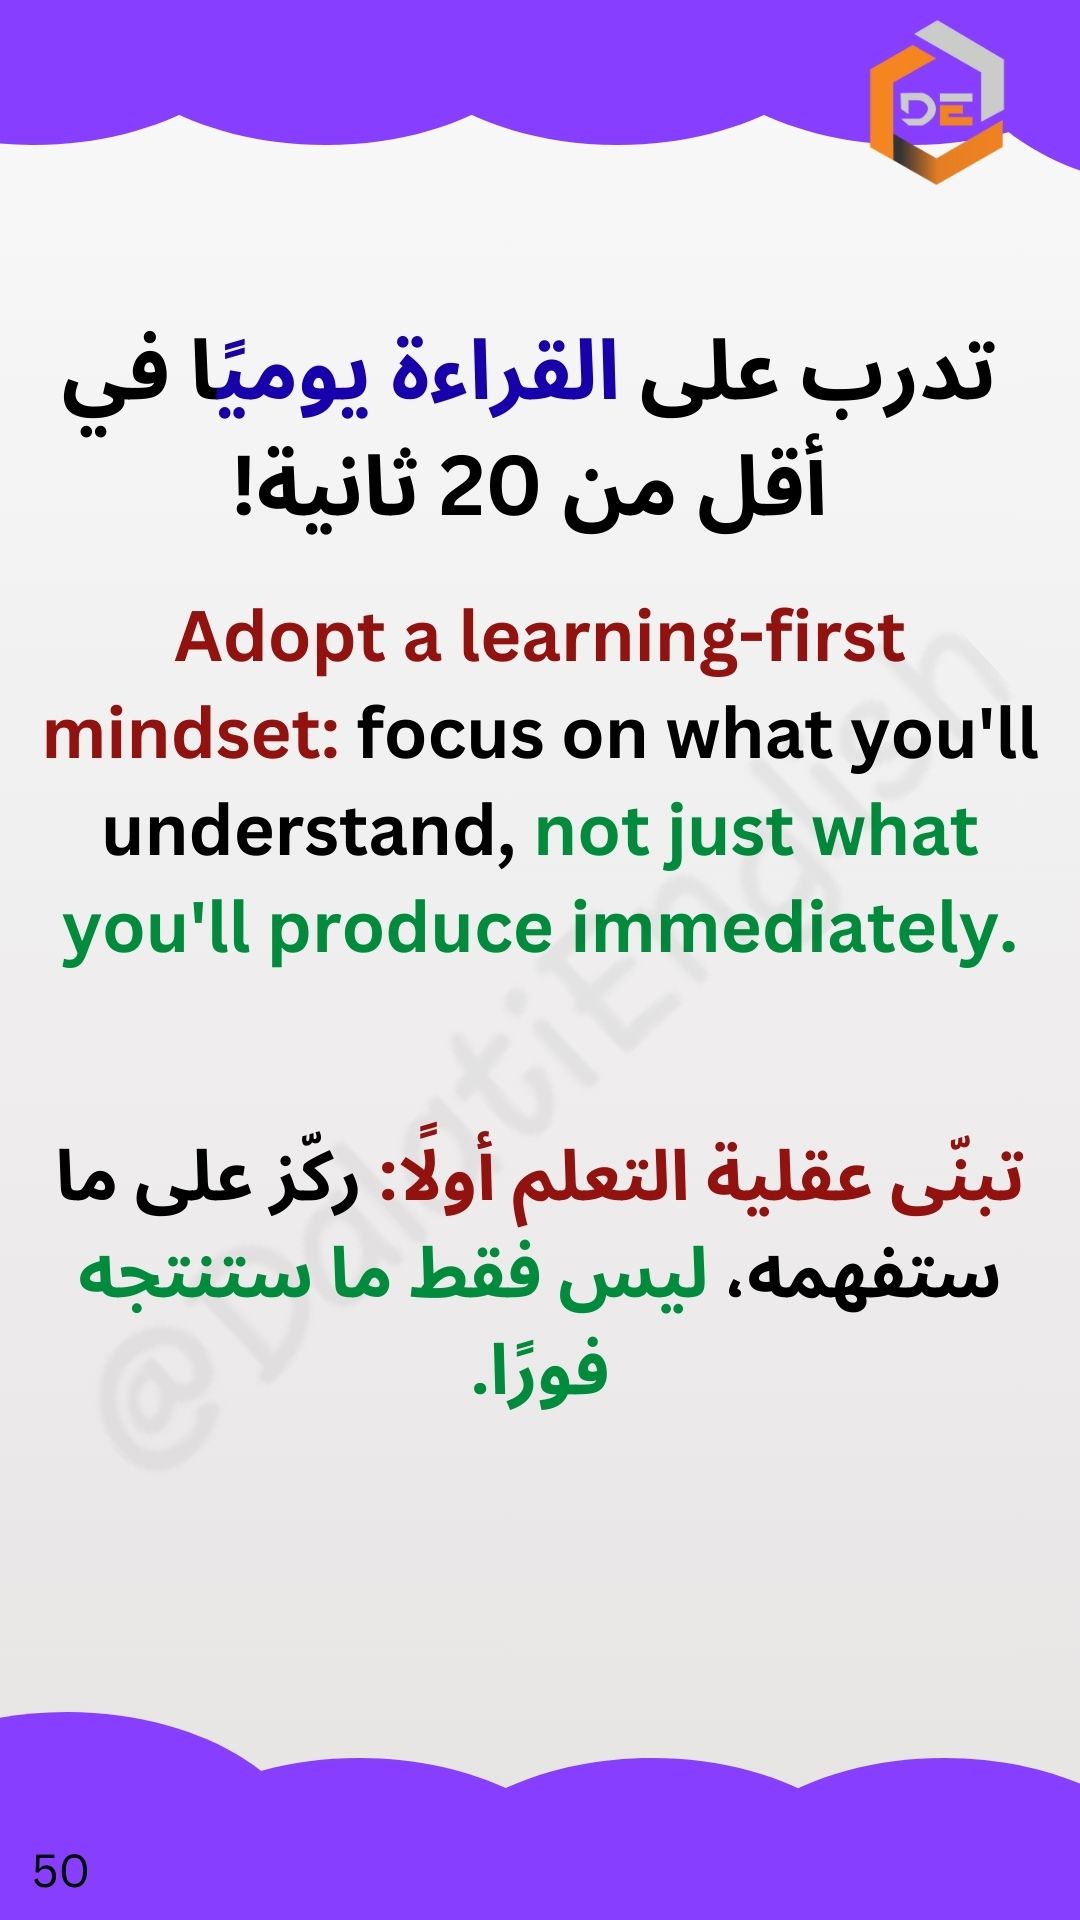 DE
تدرب على القراءة يوميًا في
أقل من 20 ثانية!
Adopt a learning-first
mindset: focus on what you'll
understand, not just what
you'll produce immediately.
تبنّى عقلية التعلم أولًا: ركّز على ما
ستفهمه، ليس فقط ما ستنتجه
فورًا.
@DalatiEnglish
50